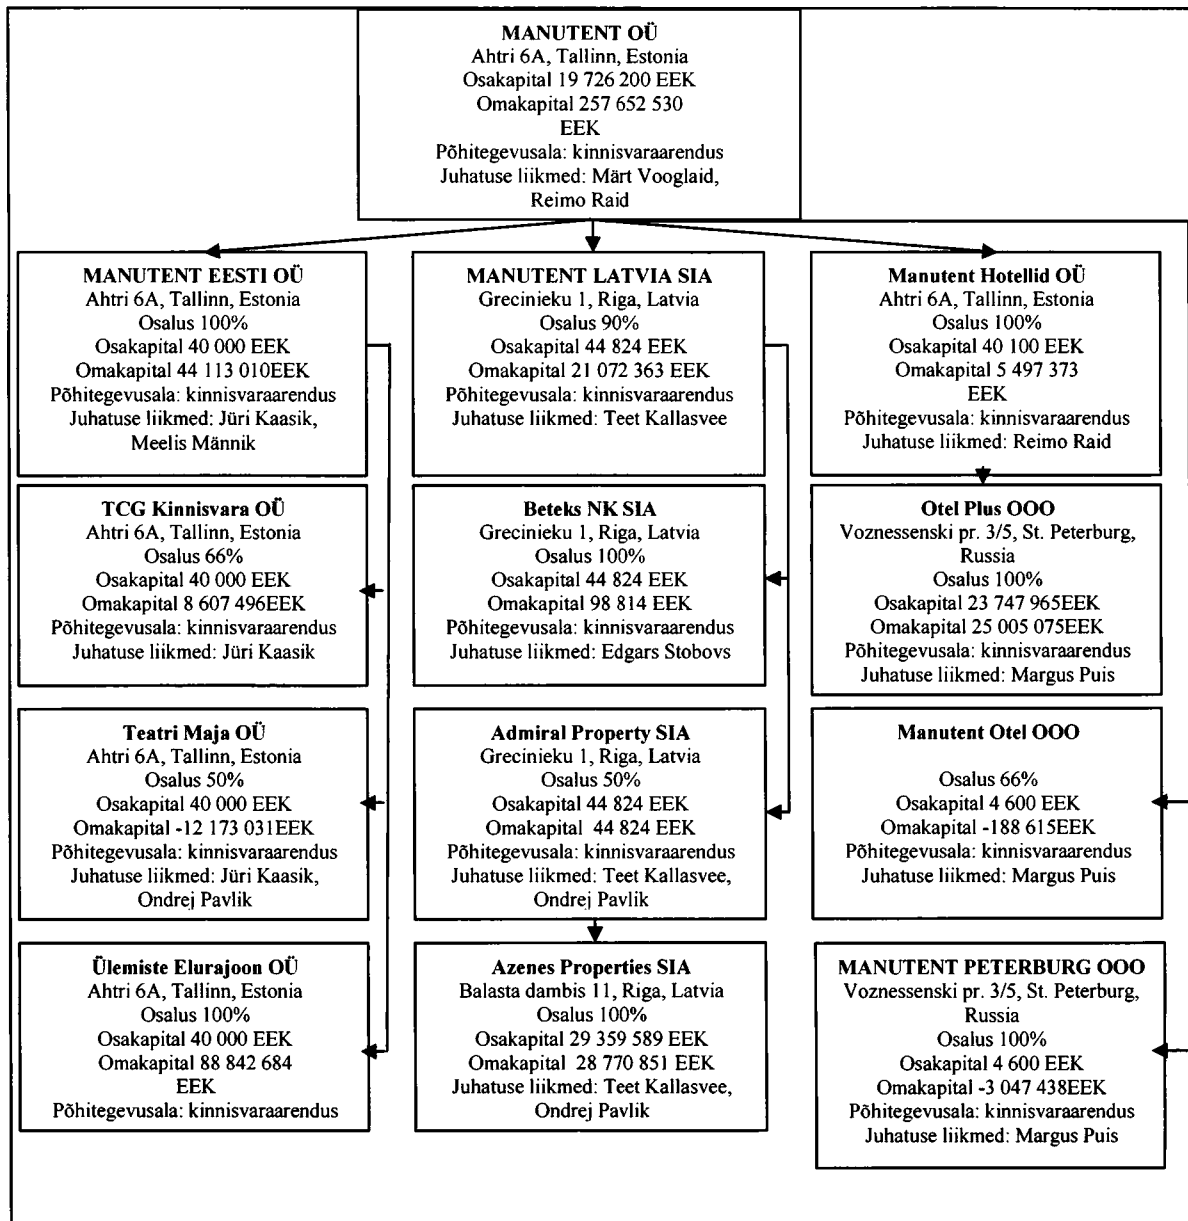 MANUTENT OÜ
Ahtri 6A, Tallinn, Estonia
Osakapital 19 726 200 EEK
Omakapital 257 652 530
EEK
Põhitegevusala: kinnisvaraarendus
Juhatuse liikmed: Märt Vooglaid,
Reimo Raid
MANUTENT EESTI OÜ
Ahtri 6A, Tallinn, Estonia
Osalus 100%
Osakapital 40 000 EEK
Omakapital 44 113 010EEK
Põhitegevusala: kinnisvaraarendus
Juhatuse liikmed: Jüri Kaasik,
Meelis Männik
MANUTENT LATVIA SIA
Grecinieku 1, Riga, Latvia
Osalus 90%
Osakapital 44 824 EEK
Omakapital 21 072 363 EEK
Põhitegevusala: kinnisvaraarendus
Juhatuse liikmed: Teet Kallasvee
Manutent Hotellid OÜ
Ahtri 6A, Tallinn, Estonia
Osalus 100%
Osakapital 40 100 EEK
Omakapital 5 497 373
EEK
Põhitegevusala: kinnisvaraarendus
Juhatuse liikmed: Reimo Raid
TCG Kinnisvara OÜ
Ahtri 6A, Tallinn, Estonia
Osalus 66%
Osakapital 40 000 EEK
Omakapital 8 607 496EEK
Põhitegevusala: kinnisvaraarendus
Juhatuse liikmed: Jüri Kaasik
Beteks NK SIA
Grecinieku 1, Riga, Latvia
Osalus 100%
Osakapital 44 824 EEK
Omakapital 98 814 EEK
Põhitegevusala: kinnisvaraarendus
Juhatuse liikmed: Edgars Stobovs
Otel Plus OOO
Voznessenski pr. 3/5, St. Peterburg,
Russia
Osalus 100%
Osakapital 23 747 965EEK
Omakapital 25 005 075EEK
Põhitegevusala: kinnisvaraarendus
Juhatuse liikmed: Margus Puis
Teatri Maja OÜ
Ahtri 6A, Tallinn, Estonia
Osalus 50%
Osakapital 40 000 EEK
Omakapital -12 173 031EEK
Põhitegevusala: kinnisvaraarendus
Juhatuse liikmed: Jüri Kaasik,
Ondrej Pavlik
Admiral Property SIA
Grecinieku 1, Riga, Latvia
Osalus 50%
Osakapital 44 824 EEK
Omakapital 44 824 EEK
Põhitegevusala: kinnisvaraarendus
Juhatuse liikmed: Teet Kallasvee,
Ondrej Pavlik
Manutent Otel OOO
Osalus 66%
Osakapital 4 600 EEK
Omakapital -188 615EEK
Põhitegevusala: kinnisvaraarendus
Juhatuse liikmed: Margus Puis
Ülemiste Elurajoon OÜ
Ahtri 6A, Tallinn, Estonia
Osalus 100%
Osakapital 40 000 EEK
Omakapital 88 842 684
EEK
Põhitegevusala: kinnisvaraarendus
Azenes Properties SIA
Balasta dambis 11, Riga, Latvia
Osalus 100%
Osakapital 29 359 589 EEK
Omakapital 28 770 851 EEK
Juhatuse liikmed: Teet Kallasvee,
Ondrej Pavlik
MANUTENT PETERBURG OOO
Voznessenski pr. 3/5, St. Peterburg,
Russia
Osalus 100%
Osakapital 4 600 EEK
Omakapital -3 047 438EEK
Põhitegevusala: kinnisvaraarendus
Juhatuse liikmed: Margus Puis